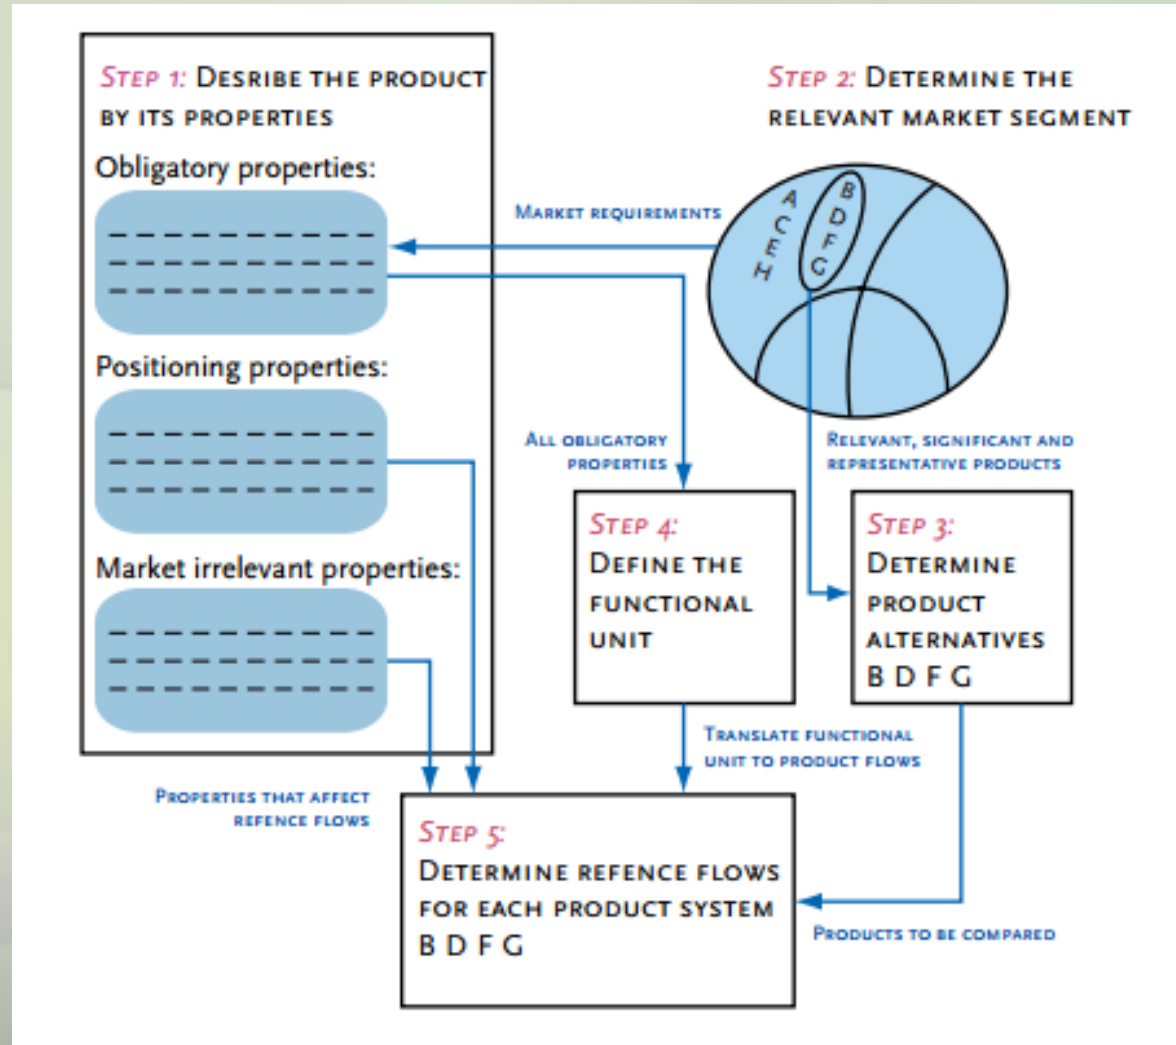 STEP 1: DESRIBE THE PRODUCT
BY ITS PROPERTIES
Obligatory properties:
Positioning properties:
Market irrelevant properties:
STEP 2: DETERMINE THE
RELEVANT MARKET SEGMENT
MARKET REQUIREMENTS
A
C
E
H
B
D
F
G
ALL OBLIGATORY
PROPERTIES
RELEVANT, SIGNIFICANT AND
REPRESENTATIVE PRODUCTS
STEP 4:
DEFINE THE
FUNCTIONAL
UNIT
STEP 3:
DETERMINE
PRODUCT
ALTERNATIVES
B D F G
TRANSLATE FUNCTIONAL
UNIT TO PRODUCT FLOWS
PROPERTIES THAT AFFECT
REFENCE FLOWS
STEP 5:
DETERMINE REFENCE FLOWS
FOR EACH PRODUCT SYSTEM
B D F G
PRODUCTS TO BE COMPARED